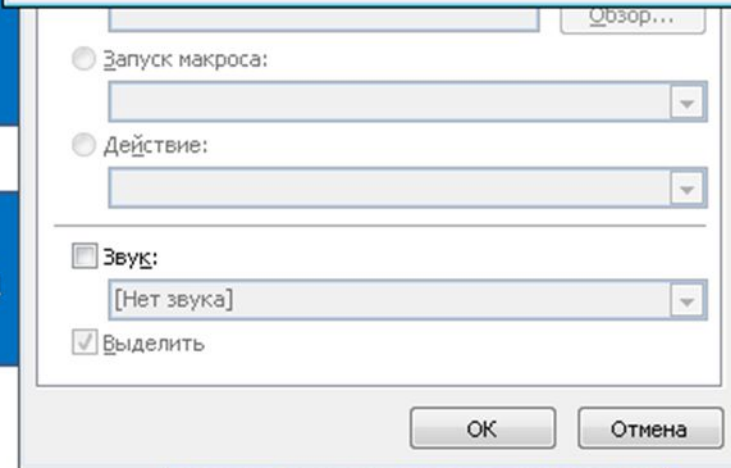 Обзор...
Запуск макроса:
Действие:
Звук:
[Нет звука]
Выделить
ОК
Отмена